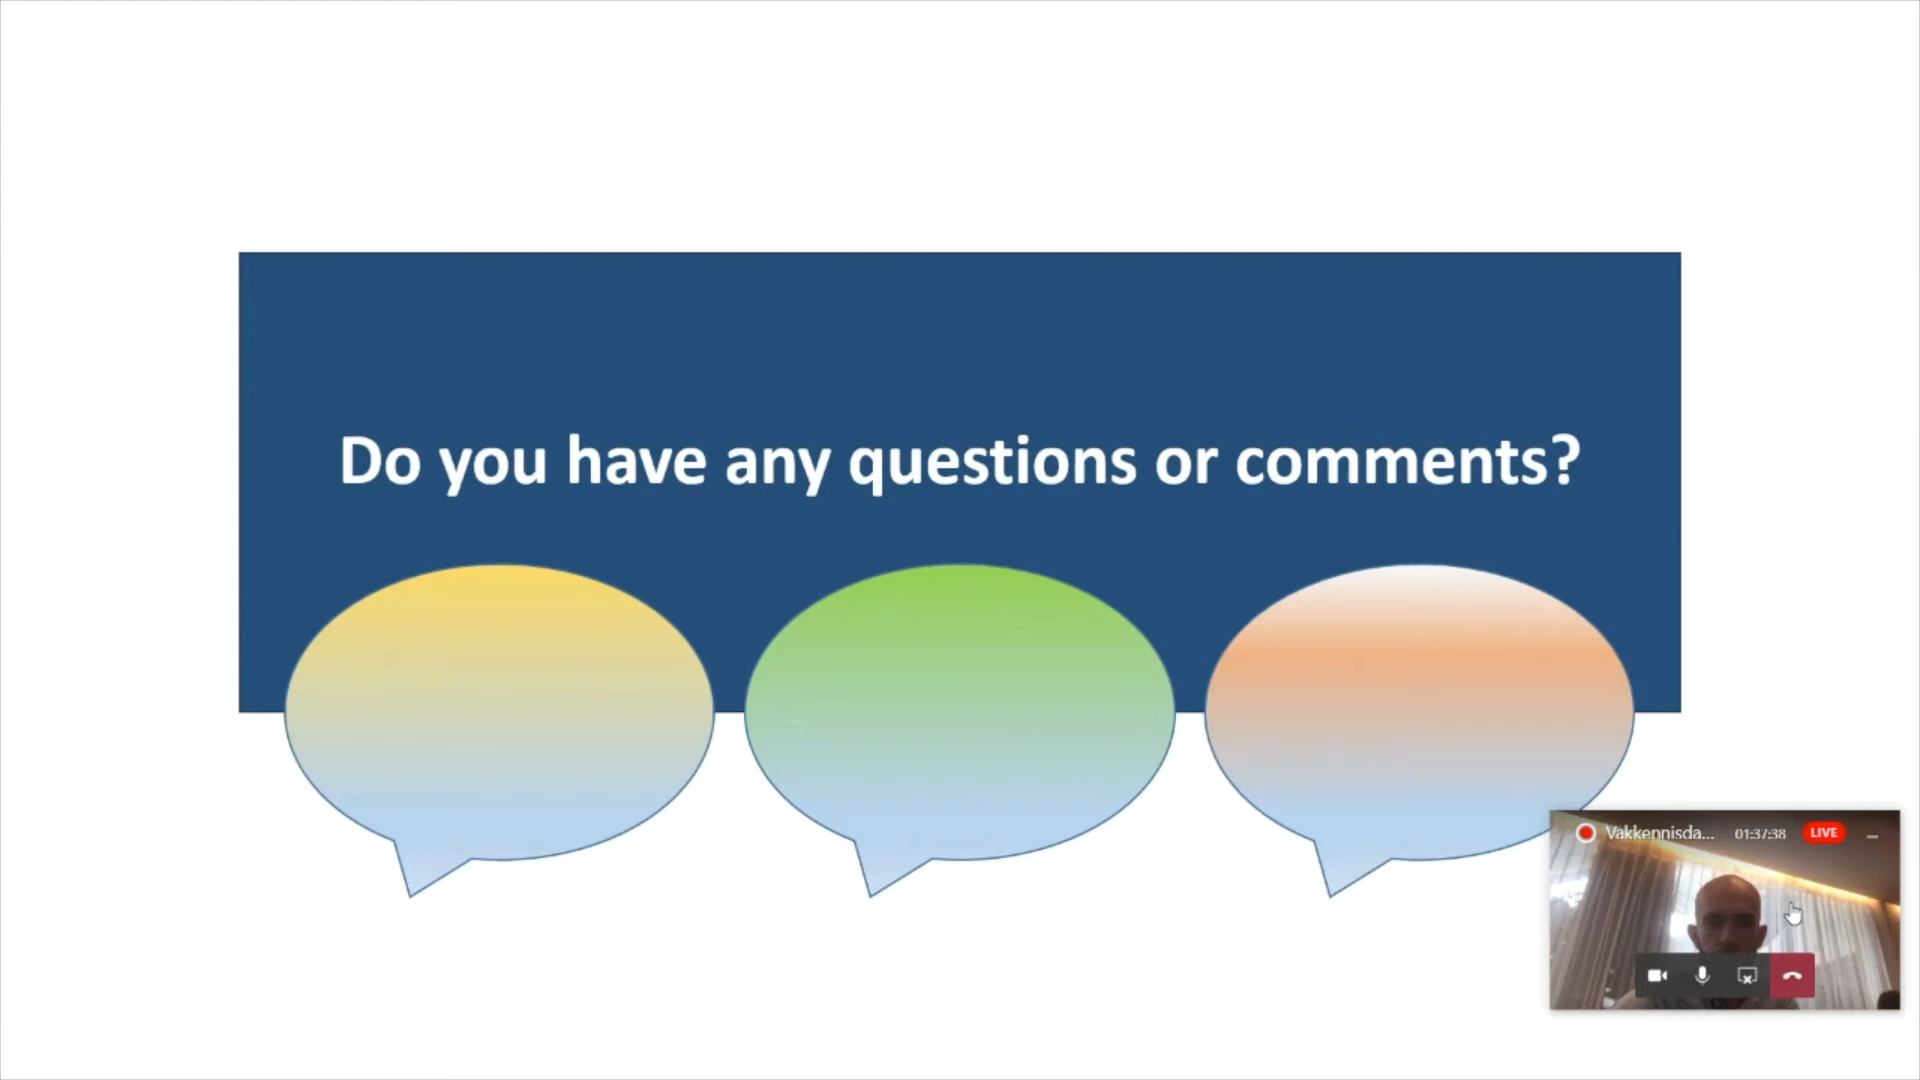 Do you have any questions or comments?
Vakkennisda... 01:37:38 LIVE